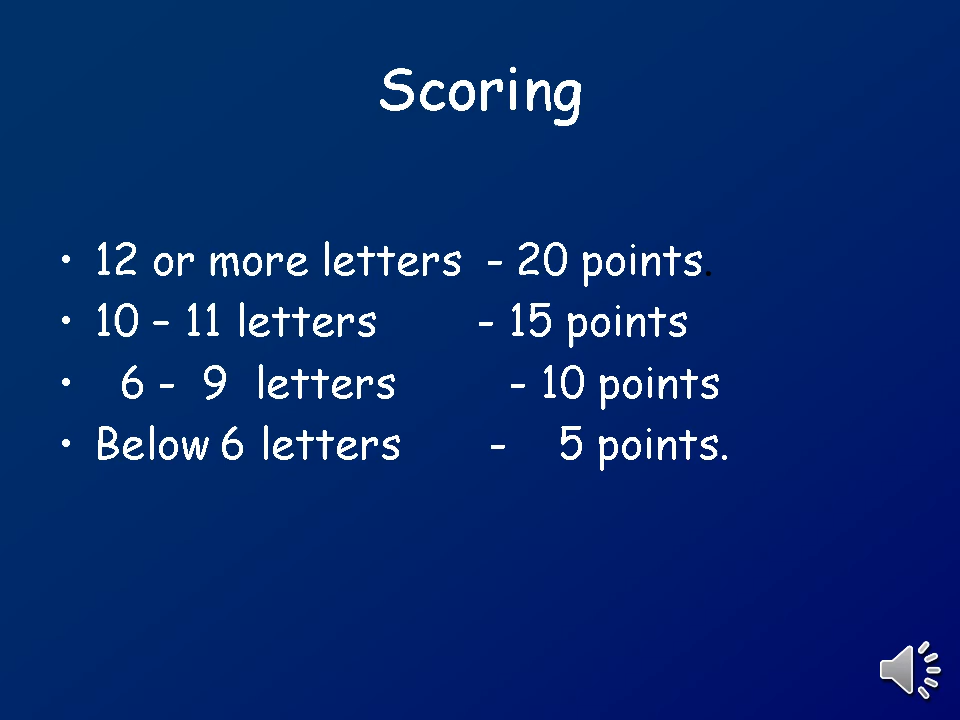 Scoring
• 12 or more letters - 20 points.
• 10 – 11 letters - 15 points
• 6 - 9 letters - 10 points
• Below 6 letters - 5 points.